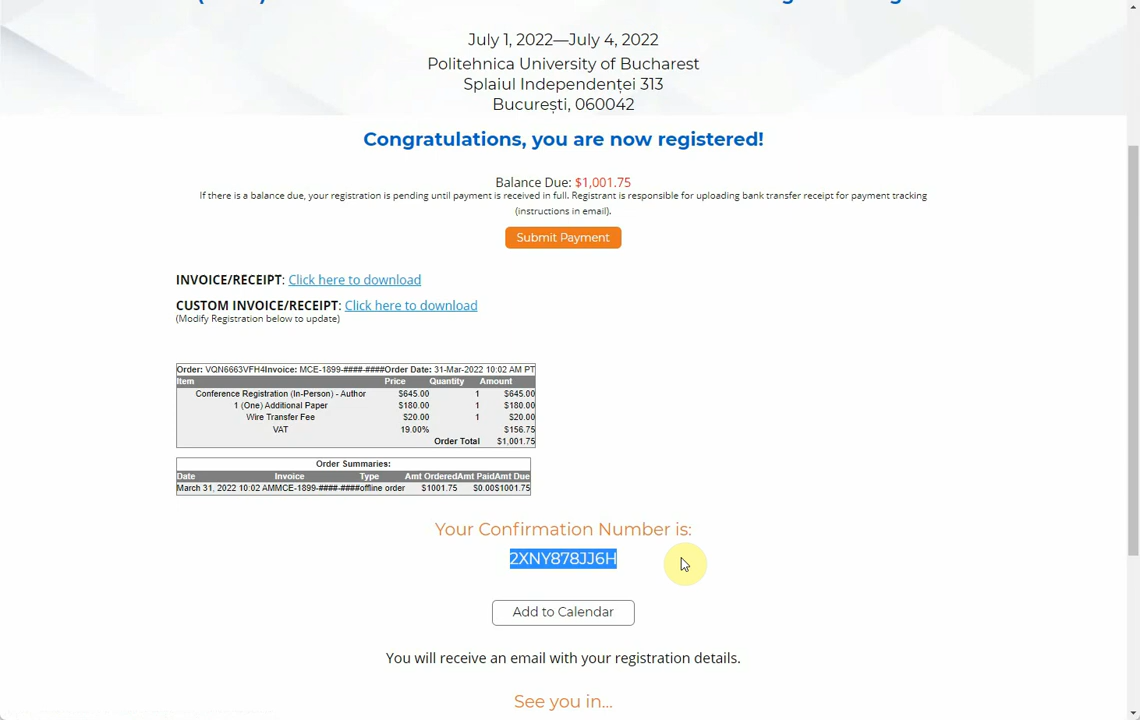 July 1, 2022—July 4, 2022
Politehnica University of Bucharest
Splaiul Independenței 313
București, 060042
Congratulations, you are now registered!
Balance Due: $1,001.75
If there is a balance due, your registration is pending until payment is received in full. Registrant is responsible for uploading bank transfer receipt for payment tracking
(instructions in email).
Submit Payment
INVOICE/RECEIPT: Click here to download
CUSTOM INVOICE/RECEIPT: Click here to download
(Modify Registration below to update)
Order: VQN6663VFH4Invoice: MCE-1899-####-####Order Date: 31-Mar-2022 10:02 AM PT
Item Price Quantity Amount
Conference Registration (In-Person) - Author $645.00 1 $645.00
1 (One) Additional Paper $180.00 1 $180.00
Wire Transfer Fee $20.00 1 $20.00
VAT 19.00% $156.75
Order Total $1,001.75
Order Summaries:
Date Invoice Type Amt OrderedAmt PaidAmt Due
March 31, 2022 10:02 AMMCE-1899-####-####offline order $1001.75 $0.00$1001.75
Your Confirmation Number is:
2XNY878JJ6H
Add to Calendar
You will receive an email with your registration details.
See you in...